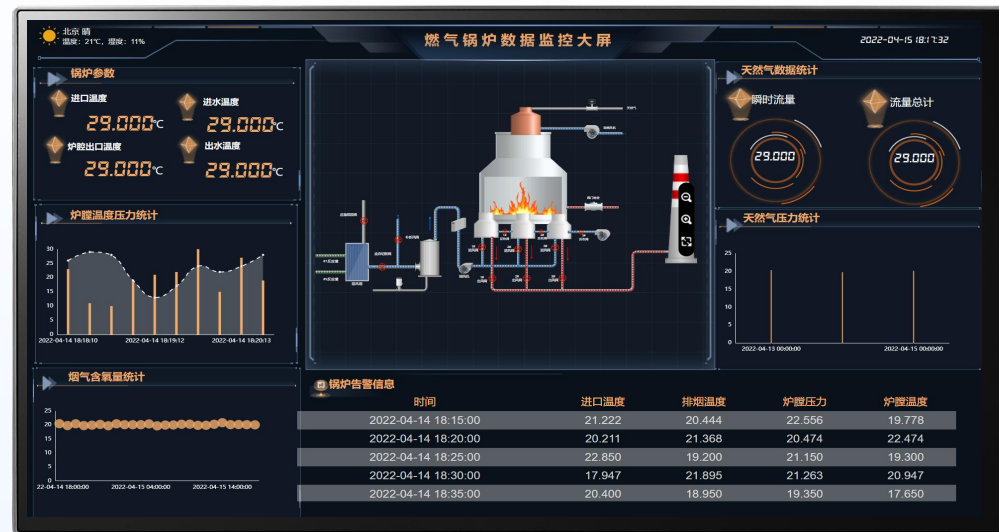 北京 晴
温度：21℃，湿度：11%
燃气锅炉数据监控大屏
2022-04-15 18:17:32
锅炉参数
进口温度
29.000℃
进水温度
29.000℃
炉腔出口温度
29.000℃
出水温度
29.000℃
炉膛温度压力统计
30
25
20
15
10
5
0
2022-04-14 18:18:10
2022-04-14 18:19:12
2022-04-14 18:20:13
烟气含氧量统计
25
20
15
10
5
0
22-04-14 18:00:00
2022-04-15 04:00:00
2022-04-15 14:00:00
天然气数据统计
瞬时流量
29.000
流量总计
29.000
天然气压力统计
25
20
15
10
5
0
2022-04-13 00:00:00
2022-04-15 00:00:00
锅炉告警信息
时间 进口温度 排烟温度 炉膛压力 炉膛温度
2022-04-14 18:15:00 21.222 20.444 22.556 19.778
2022-04-14 18:20:00 20.211 21.368 20.474 22.474
2022-04-14 18:25:00 22.850 19.200 21.150 19.300
2022-04-14 18:30:00 17.947 21.895 21.263 20.947
2022-04-14 18:35:00 20.400 18.950 19.350 17.650